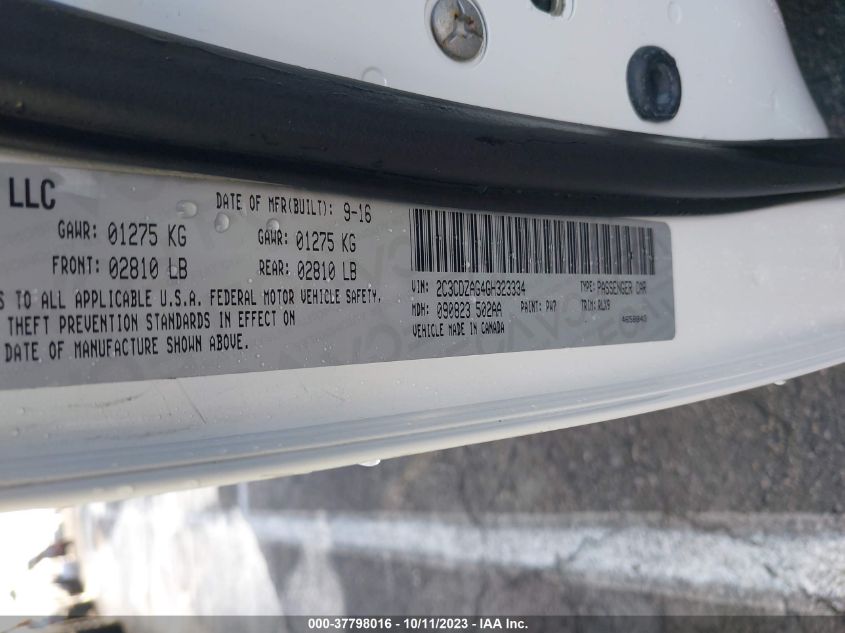 LLC
DATE OF MFR(BUILT): 9-16
GAWR: 01275 KG GAWR: 01275 KG
FRONT: 02810 LB REAR: 02810 LB
S TO ALL APPLICABLE U.S.A. FEDERAL MOTOR VEHICLE SAFETY,
THEFT PREVENTION STANDARDS IN EFFECT ON
DATE OF MANUFACTURE SHOWN ABOVE.
VIN: 2C3CDZAG4GH323334 TYPE: PASSENGER CAR
MDH: 090823 502AA PAINT: PW7 TRIM: RLX9
VEHICLE MADE IN CANADA
000-37798016 - 10/11/2023 - IAA Inc.